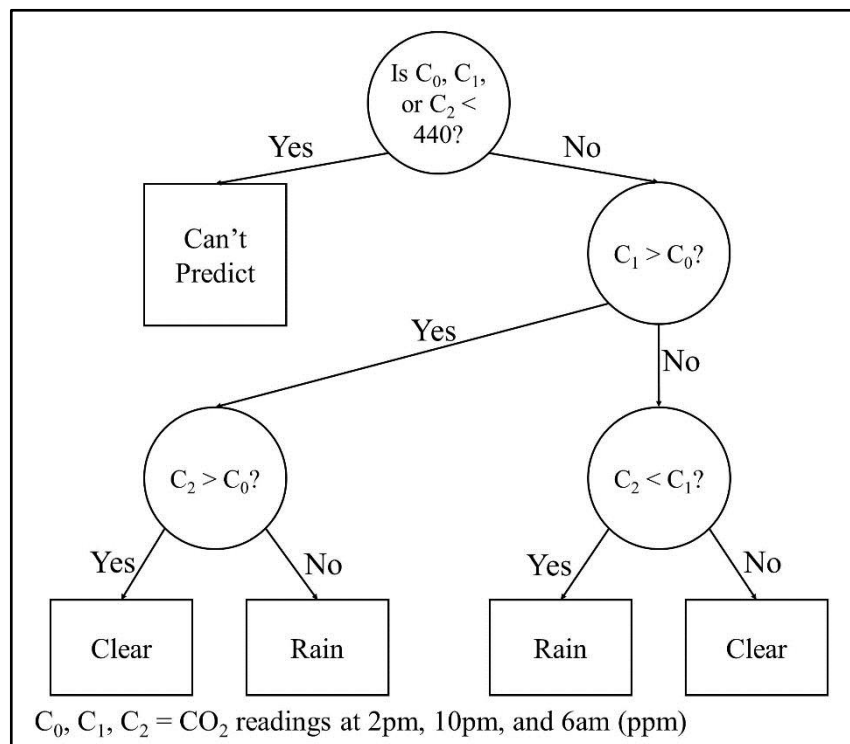 Is C₀, C₁,
or C₂ <
440?
Yes
No
Can't
Predict
C₁ > C₀?
Yes
No
C₂ > C₀?
C₂ < C₁?
Yes
No
Yes
No
Clear
Rain
Rain
Clear
C₀, C₁, C₂ = CO₂ readings at 2pm, 10pm, and 6am (ppm)